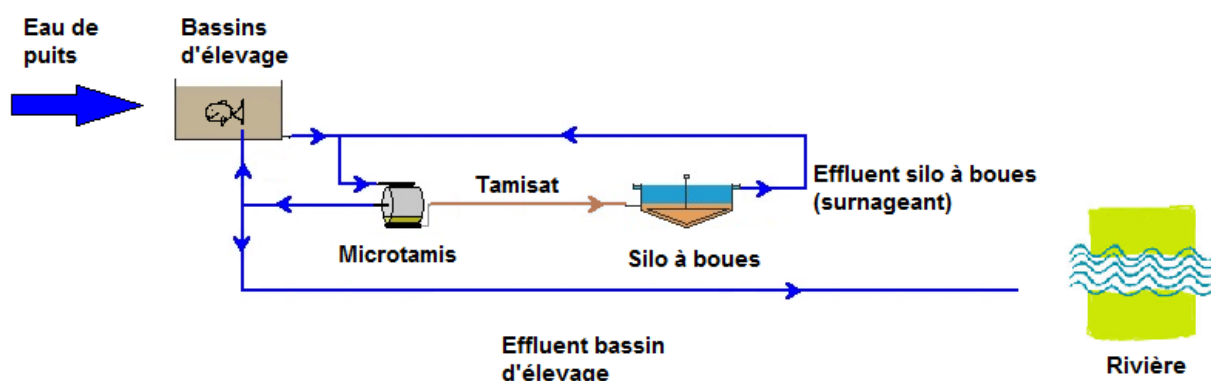 Eau de
puits
Bassins
d'élevage
Tamisat
Effluent silo à boues
(surnageant)
Microtamis
Silo à boues
Effluent bassin
d'élevage
Rivière